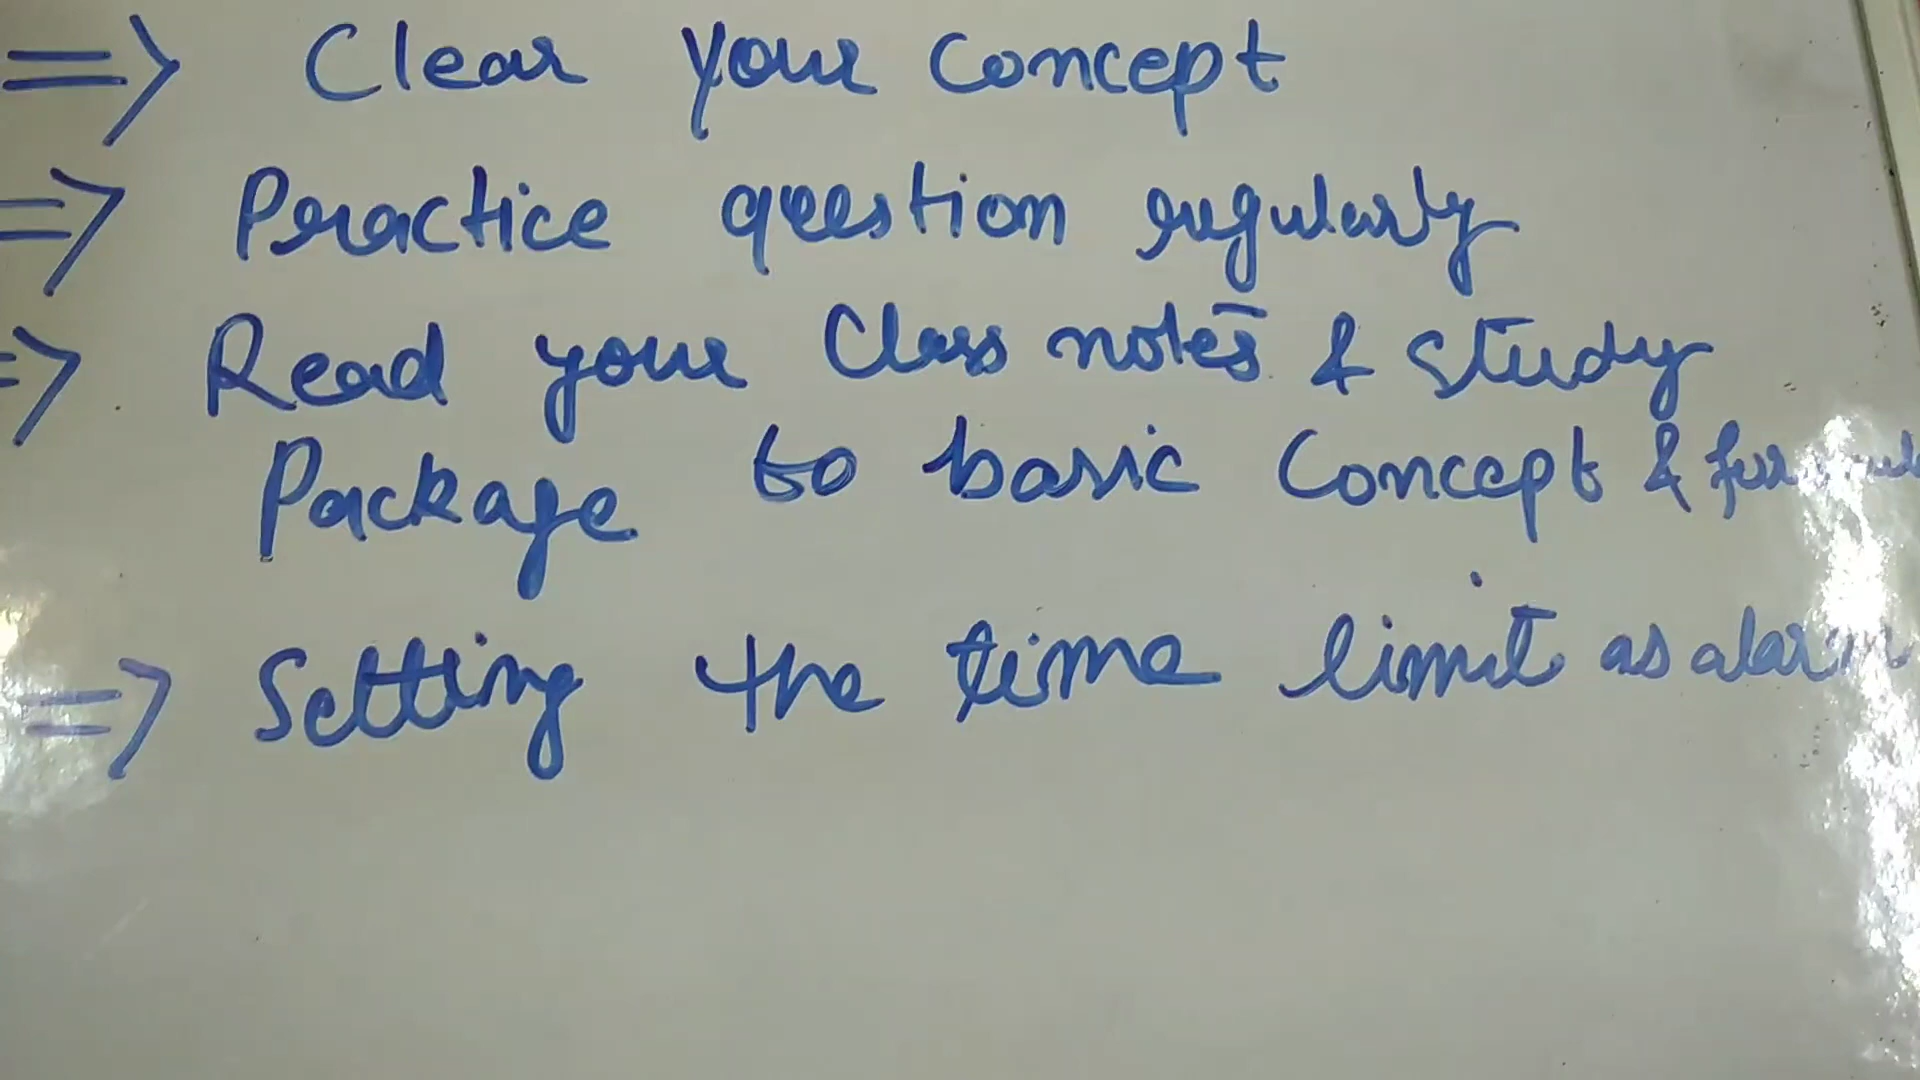 => Clear your concept
=> Practice question regularly
=> Read your Class notes & study
Package to basic Concept &
=> Setting the time limit as alarm